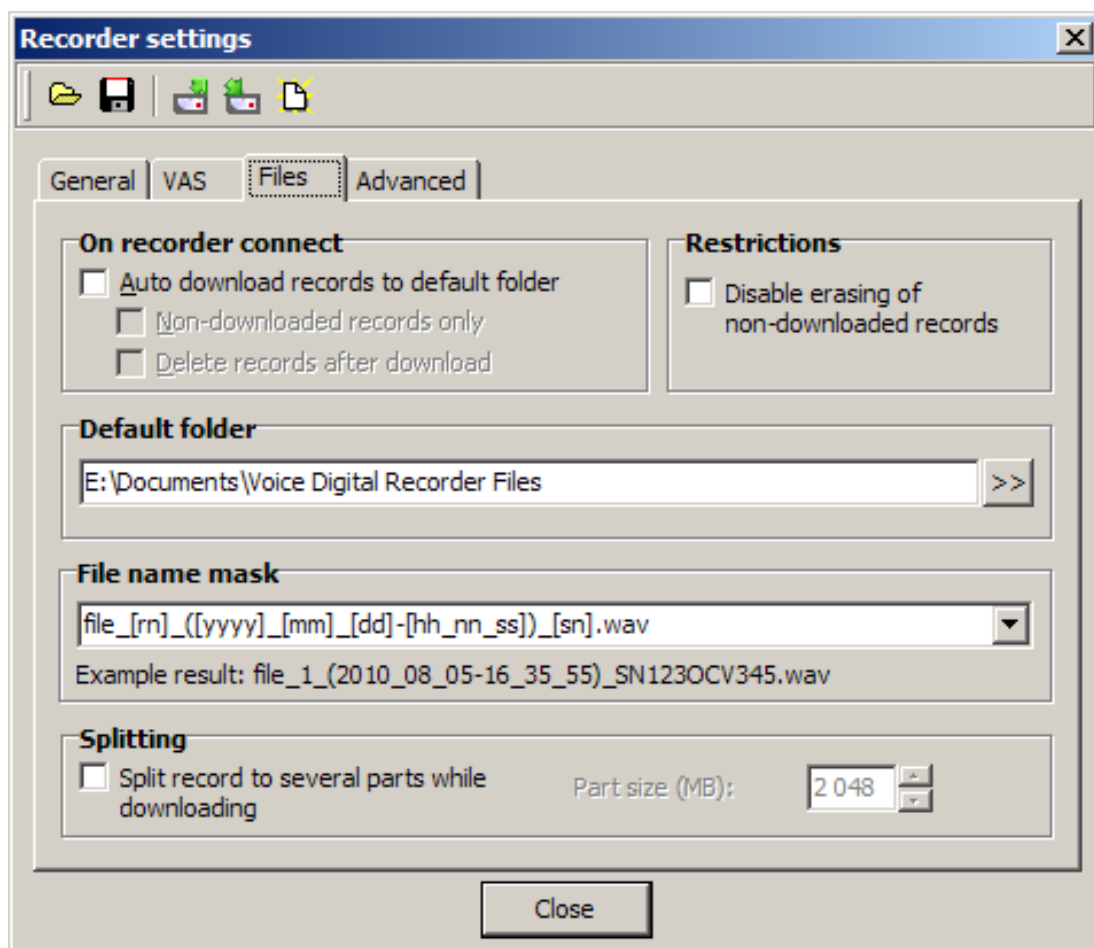 Recorder settings
General VAS Files Advanced
On recorder connect
Auto download records to default folder
Non-downloaded records only
Delete records after download
Restrictions
Disable erasing of
non-downloaded records
Default folder
E:\Documents\Voice Digital Recorder Files >>
File name mask
file_[rn]_([yyyy]_[mm]_[dd]-[hh_nn_ss])_[sn].wav
Example result: file_1_(2010_08_05-16_35_55)_SN123OCV345.wav
Splitting
Split record to several parts while
downloading
Part size (MB): 2 048
Close